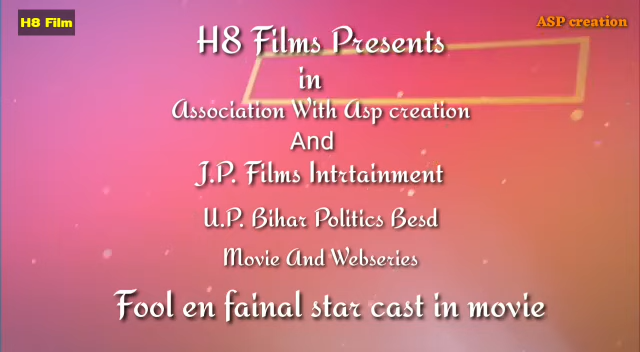 H8 Film
ASP creation
H8 Films Presents
in
Association With Asp creation
And
J.P. Films Intrtainment
U.P. Bihar Politics Besd
Movie And Webseries
Fool en fainal star cast in movie